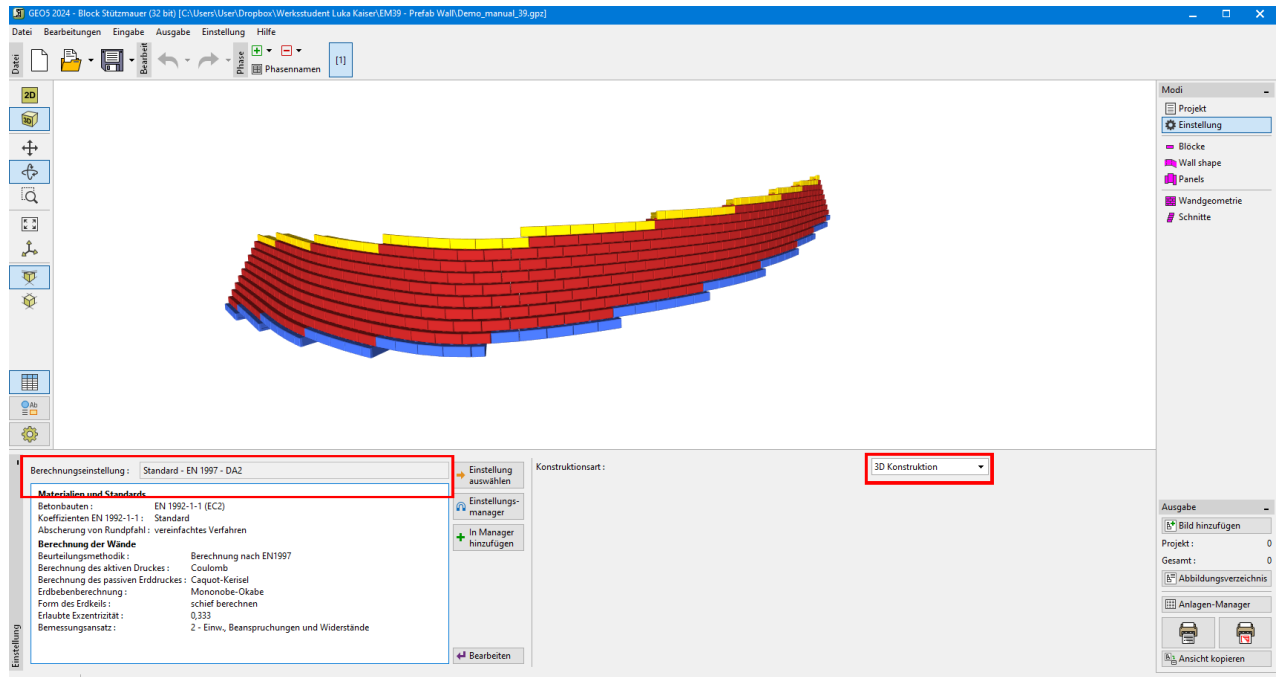 GEO5 2024 - Block Stützmauer (32 bit) [C:\Users\User\Dropbox\Werksstudent Luka Kaiser\EM39 - Prefab Wall\Demo_manual_39.gpz]
Datei Bearbeitungen Eingabe Ausgabe Einstellung Hilfe
Datei
Bearbeit
Phase
Phasennamen
[1]
2D
3D
Modi
Projekt
Einstellung
Blöcke
Wall shape
Panels
Wandgeometrie
Schnitte
Ab
Einstellung
Berechnungseinstellung : Standard - EN 1997 - DA2
Materialien und Standards
Betonbauten : EN 1992-1-1 (EC2)
Koeffizienten EN 1992-1-1 : Standard
Abscherung von Rundpfahl : vereinfachtes Verfahren
Berechnung der Wände
Beurteilungsmethodik : Berechnung nach EN1997
Berechnung des aktiven Druckes : Coulomb
Berechnung des passiven Erddruckes : Caquot-Kerisel
Erdbebenberechnung : Mononobe-Okabe
Form des Erdkeils : schief berechnen
Erlaubte Exzentrizität : 0,333
Bemessungsansatz : 2 - Einw., Beanspruchungen und Widerstände
Einstellung
auswählen
Einstellungs-
manager
In Manager
hinzufügen
Bearbeiten
Konstruktionsart :
3D Konstruktion
Ausgabe
Bild hinzufügen
Projekt : 0
Gesamt : 0
Abbildungsverzeichnis
Anlagen-Manager
Ansicht kopieren